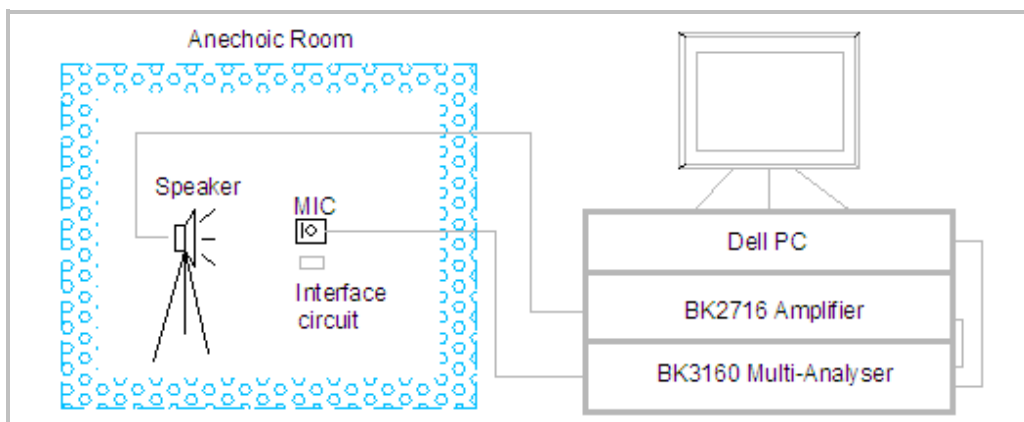 Anechoic Room
Speaker
MIC
Interface
circuit
Dell PC
BK2716 Amplifier
BK3160 Multi-Analyser